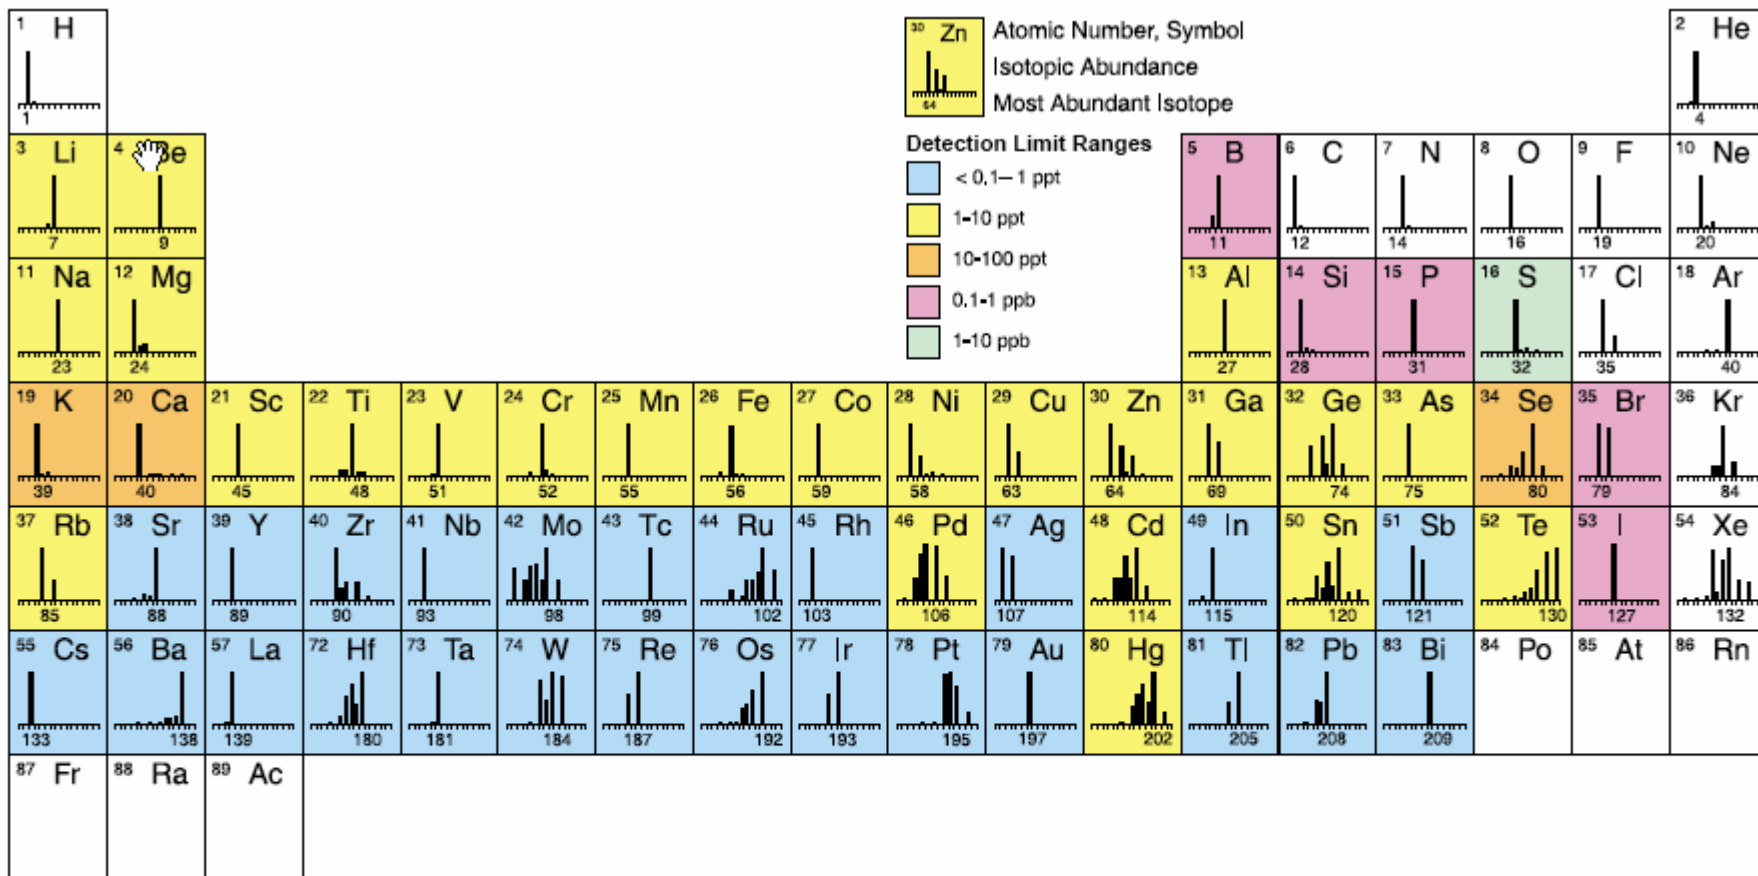 1 H
1
30 Zn
64
Atomic Number, Symbol
Isotopic Abundance
Most Abundant Isotope
2 He
4
Detection Limit Ranges
< 0.1– 1 ppt
1-10 ppt
10-100 ppt
0.1-1 ppb
1-10 ppb
3 Li 4 5 B 6 C 7 N 8 O 9 F 10 Ne
7 9 11 12 14 16 19 20
11 Na 12 Mg 13 Al 14 Si 15 P 16 S 17 Cl 18 Ar
23 24 27 28 31 32 35 40
19 K 20 Ca 21 Sc 22 Ti 23 V 24 Cr 25 Mn 26 Fe 27 Co 28 Ni 29 Cu 30 Zn 31 Ga 32 Ge 33 As 34 Se 35 Br 36 Kr
39 40 45 48 51 52 55 56 59 58 63 64 69 74 75 80 79 84
37 Rb 38 Sr 39 Y 40 Zr 41 Nb 42 Mo 43 Tc 44 Ru 45 Rh 46 Pd 47 Ag 48 Cd 49 In 50 Sn 51 Sb 52 Te 53 I 54 Xe
85 88 89 90 93 98 99 102 103 106 107 114 115 120 121 130 127 132
55 Cs 56 Ba 57 La 72 Hf 73 Ta 74 W 75 Re 76 Os 77 Ir 78 Pt 79 Au 80 Hg 81 Tl 82 Pb 83 Bi 84 Po 85 At 86 Rn
133 138 139 180 181 184 187 192 193 195 197 202 205 208 209
87 Fr 88 Ra 89 Ac